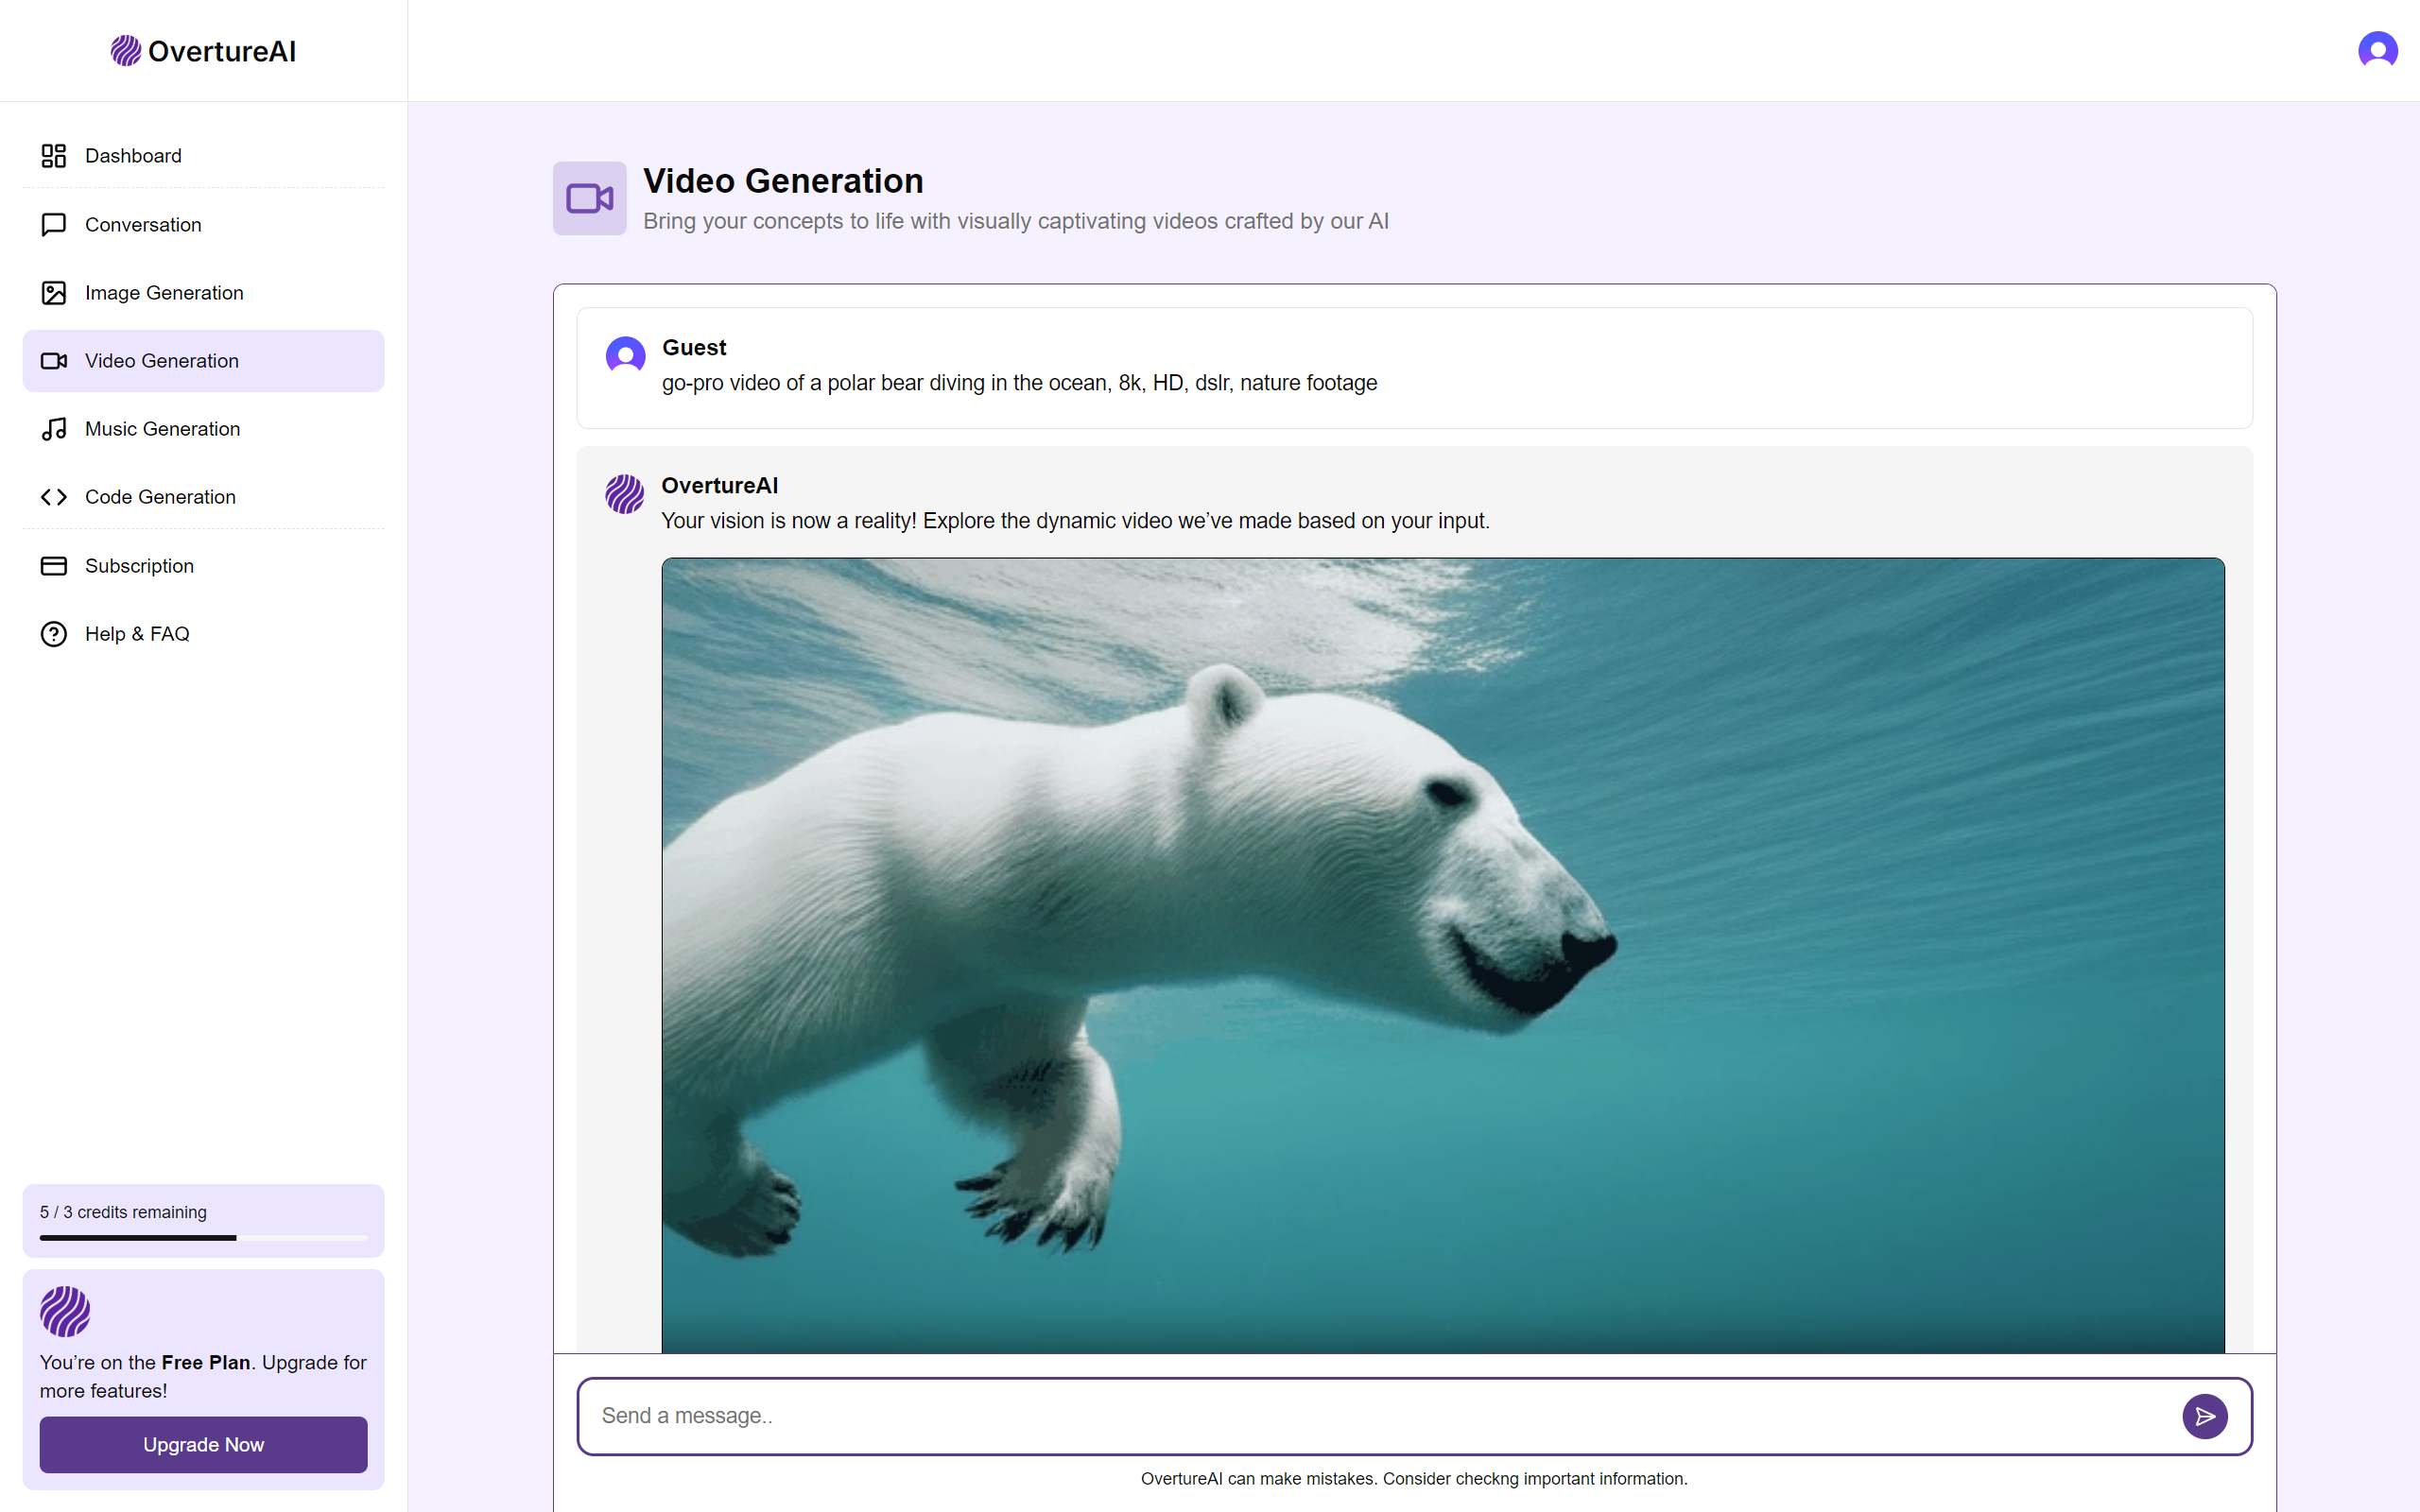 OvertureAI
Dashboard
Conversation
Image Generation
Video Generation
Music Generation
Code Generation
Subscription
Help & FAQ
5 / 3 credits remaining
You’re on the Free Plan. Upgrade for
more features!
Upgrade Now
Video Generation
Bring your concepts to life with visually captivating videos crafted by our AI
Guest
go-pro video of a polar bear diving in the ocean, 8k, HD, dslr, nature footage
OvertureAI
Your vision is now a reality! Explore the dynamic video we’ve made based on your input.
Send a message..
OvertureAI can make mistakes. Consider checkng important information.